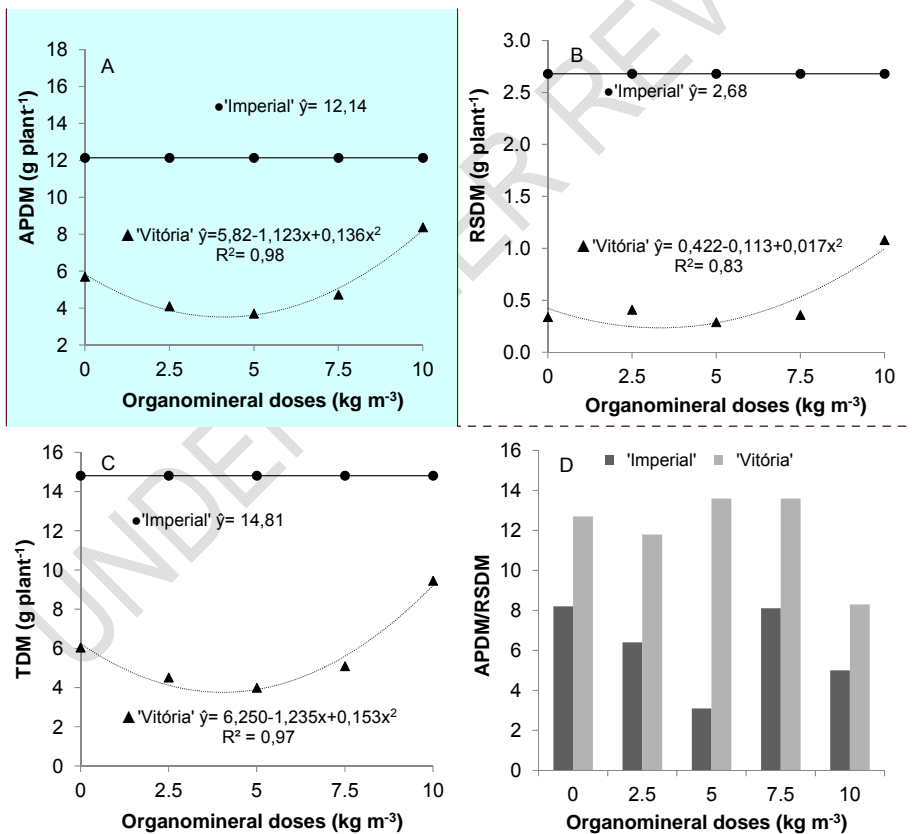 A
18
16
14
12
10
8
6
4
2
APDM (g plant⁻¹)
'Imperial' ŷ= 12,14
'Vitória' ŷ=5,82-1,123x+0,136x²
R²= 0,98
0 2.5 5 7.5 10
Organomineral doses (kg m⁻³)
B
3.0
2.5
2.0
1.5
1.0
0.5
0.0
RSDM (g plant⁻¹)
'Imperial' ŷ= 2,68
'Vitória' ŷ= 0,422-0,113+0,017x²
R²= 0,83
0 2.5 5 7.5 10
Organomineral doses (kg m⁻³)
C
16
14
12
10
8
6
4
2
0
TDM (g plant⁻¹)
'Imperial' ŷ= 14,81
'Vitória' ŷ= 6,250-1,235x+0,153x²
R² = 0,97
0 2.5 5 7.5 10
Organomineral doses (kg m⁻³)
D
'Imperial' 'Vitória'
16
14
12
10
8
6
4
2
0
APDM/RSDM
0 2.5 5 7.5 10
Organomineral doses (kg m⁻³)